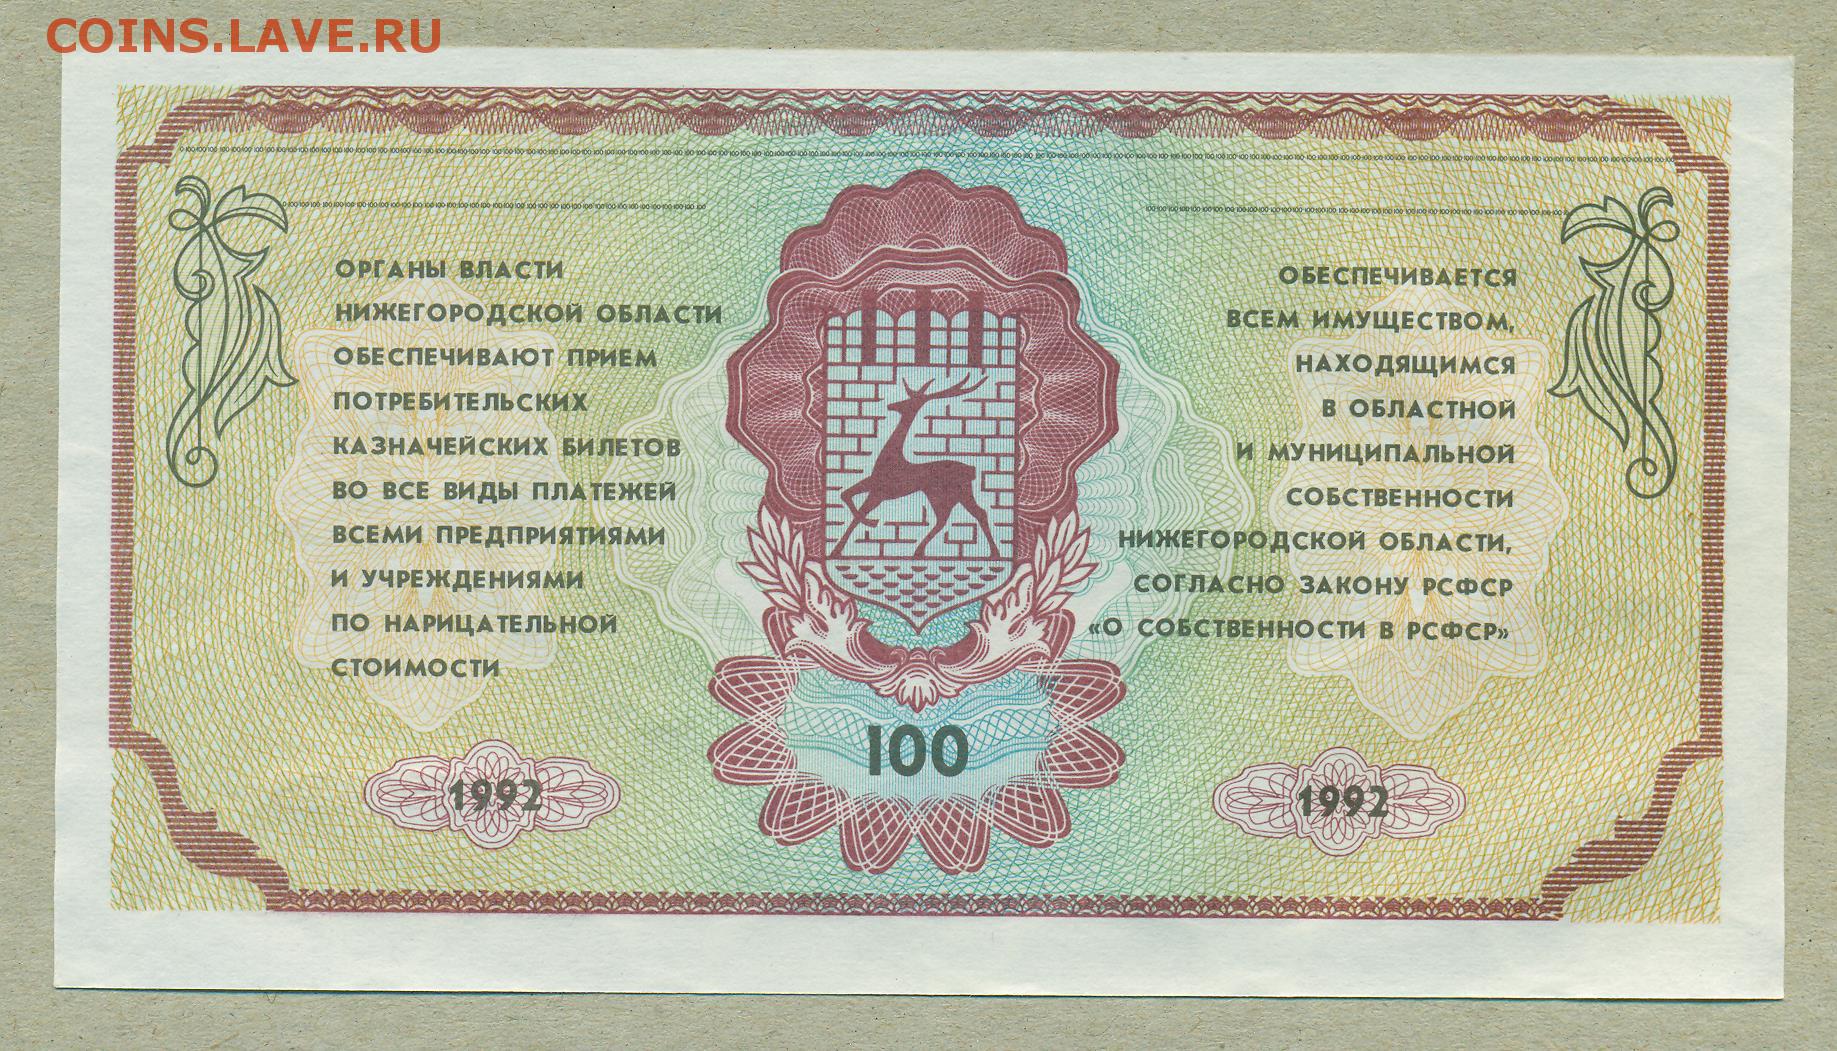 COINS.LAVE.RU
ОРГАНЫ ВЛАСТИ
НИЖЕГОРОДСКОЙ ОБЛАСТИ
ОБЕСПЕЧИВАЮТ ПРИЕМ
ПОТРЕБИТЕЛЬСКИХ
КАЗНАЧЕЙСКИХ БИЛЕТОВ
ВО ВСЕ ВИДЫ ПЛАТЕЖЕЙ
ВСЕМИ ПРЕДПРИЯТИЯМИ
И УЧРЕЖДЕНИЯМИ
ПО НАРИЦАТЕЛЬНОЙ
СТОИМОСТИ
ОБЕСПЕЧИВАЕТСЯ
ВСЕМ ИМУЩЕСТВОМ,
НАХОДЯЩИМСЯ
В ОБЛАСТНОЙ
И МУНИЦИПАЛЬНОЙ
СОБСТВЕННОСТИ
НИЖЕГОРОДСКОЙ ОБЛАСТИ,
СОГЛАСНО ЗАКОНУ РСФСР
«О СОБСТВЕННОСТИ В РСФСР»
100
1992
1992